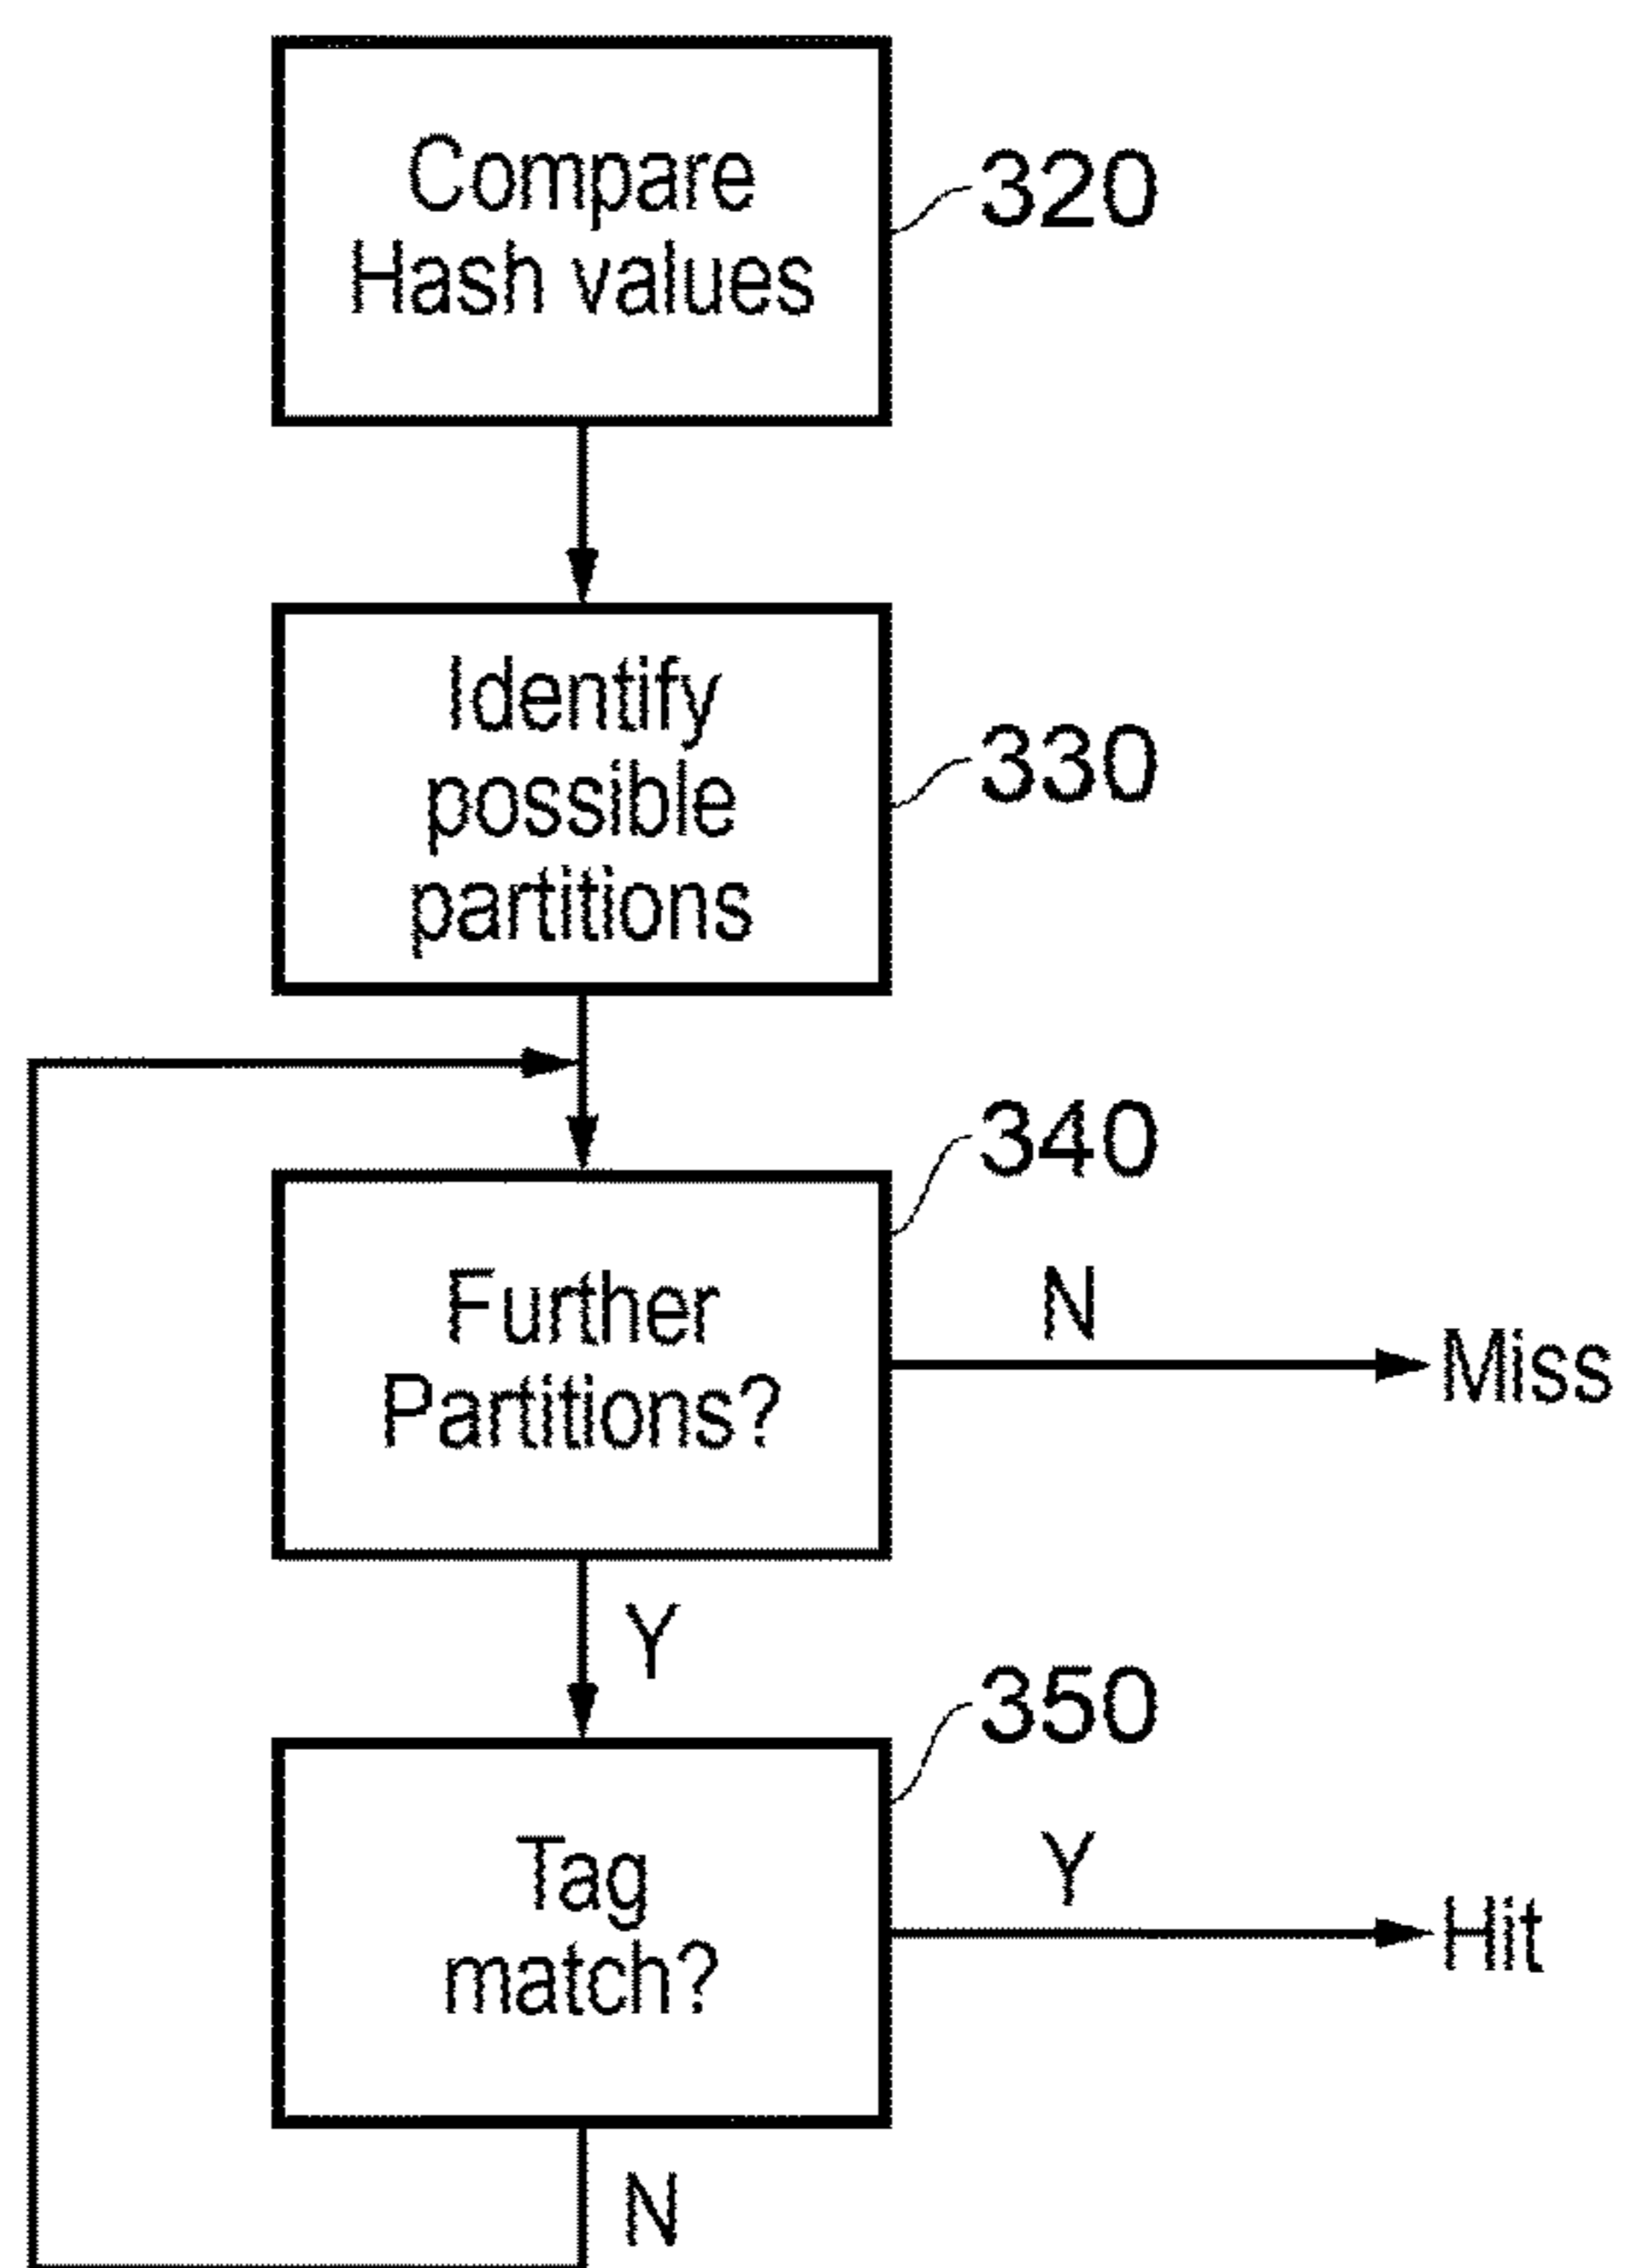 Compare
Hash values
320
Identify
possible
partitions
330
340
Further
Partitions?
N
Miss
Y
350
Tag
match?
Y
Hit
N